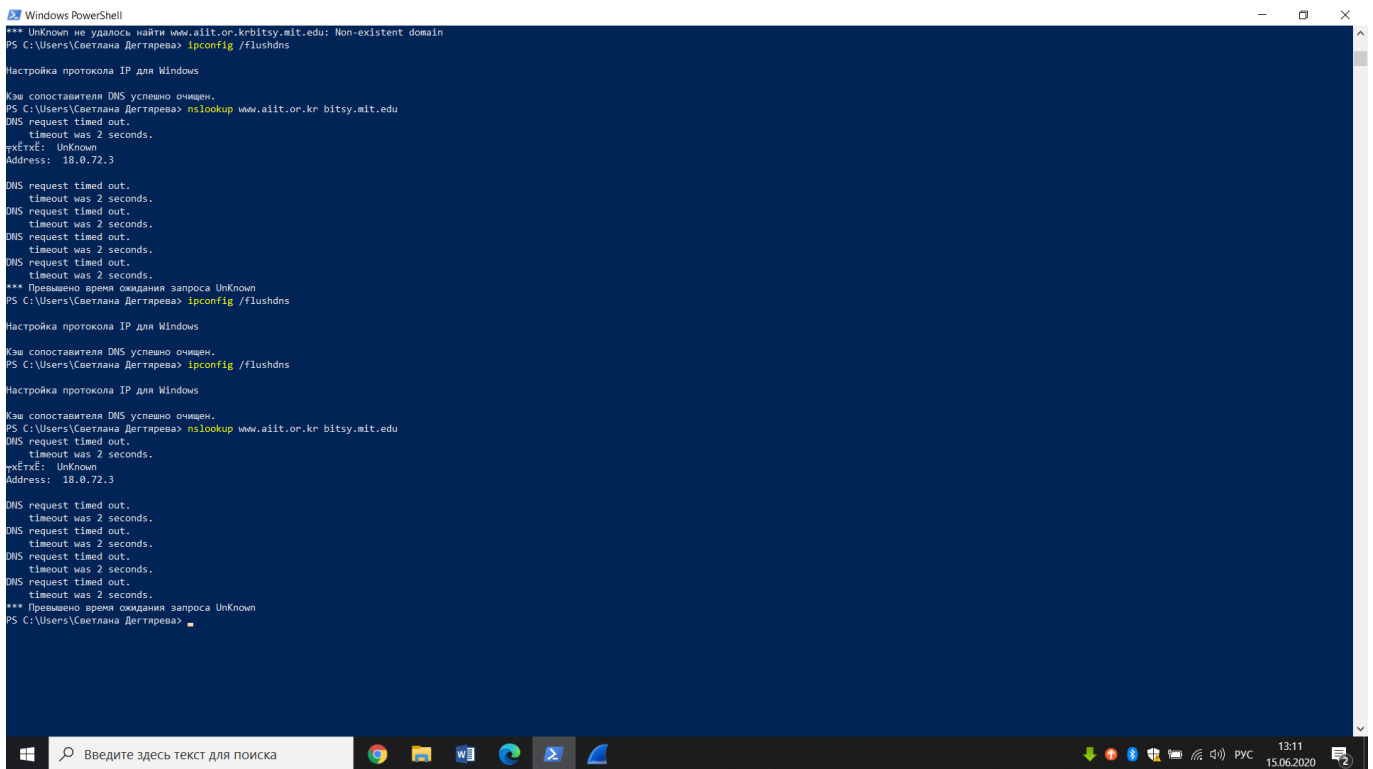 Windows PowerShell
*** UnKnown не удалось найти www.aiit.or.krbitsy.mit.edu: Non-existent domain
PS C:\Users\Светлана Дегтярева> ipconfig /flushdns
Настройка протокола IP для Windows
Кэш сопоставителя DNS успешно очищен.
PS C:\Users\Светлана Дегтярева> nslookup www.aiit.or.kr bitsy.mit.edu
DNS request timed out.
    timeout was 2 seconds.
╤хЁтхЁ:  UnKnown
Address:  18.0.72.3
DNS request timed out.
    timeout was 2 seconds.
DNS request timed out.
    timeout was 2 seconds.
DNS request timed out.
    timeout was 2 seconds.
DNS request timed out.
    timeout was 2 seconds.
*** Превышено время ожидания запроса UnKnown
PS C:\Users\Светлана Дегтярева> ipconfig /flushdns
Настройка протокола IP для Windows
Кэш сопоставителя DNS успешно очищен.
PS C:\Users\Светлана Дегтярева> ipconfig /flushdns
Настройка протокола IP для Windows
Кэш сопоставителя DNS успешно очищен.
PS C:\Users\Светлана Дегтярева> nslookup www.aiit.or.kr bitsy.mit.edu
DNS request timed out.
    timeout was 2 seconds.
╤хЁтхЁ:  UnKnown
Address:  18.0.72.3
DNS request timed out.
    timeout was 2 seconds.
DNS request timed out.
    timeout was 2 seconds.
DNS request timed out.
    timeout was 2 seconds.
DNS request timed out.
    timeout was 2 seconds.
*** Превышено время ожидания запроса UnKnown
PS C:\Users\Светлана Дегтярева>
Введите здесь текст для поиска
РУС
13:11
15.06.2020
2